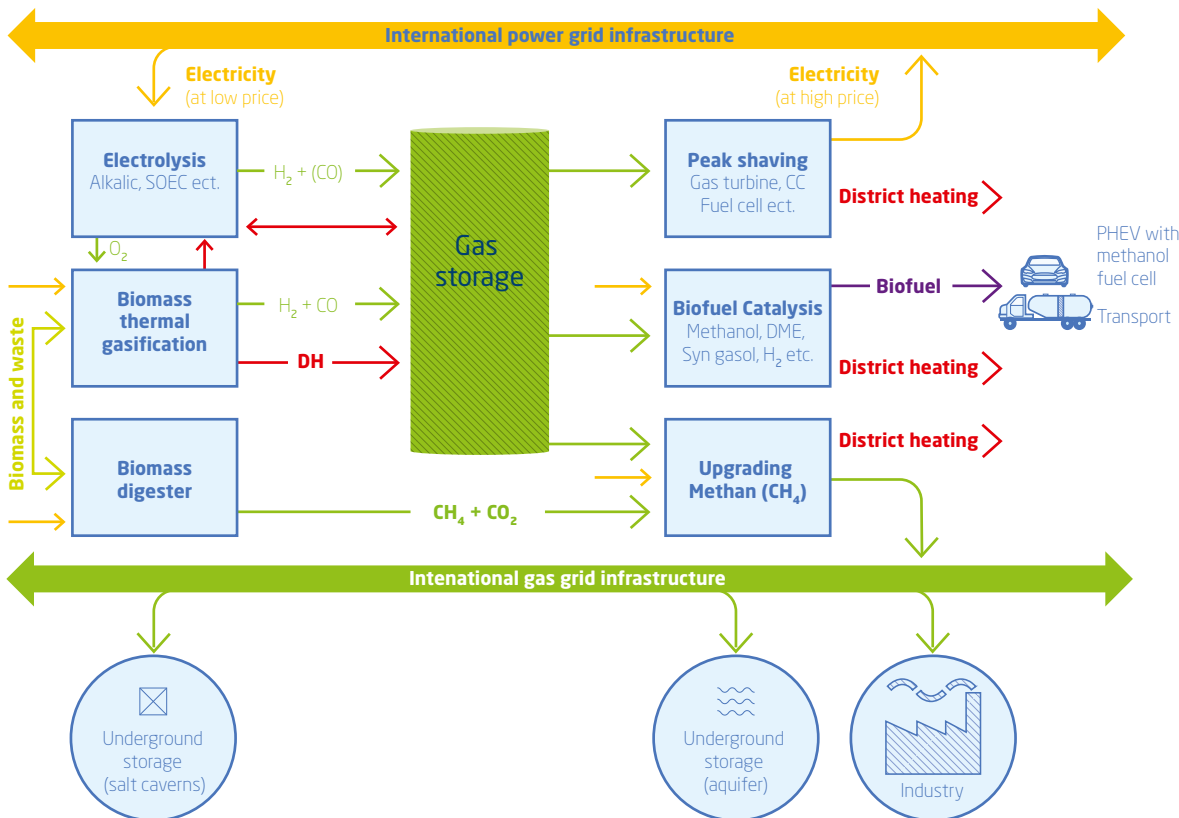 International power grid infrastructure
Electricity
(at low price)
Electricity
(at high price)
Electrolysis
Alkalic, SOEC ect.
H₂ + (CO)
O₂
Biomass and waste
Biomass
thermal
gasification
H₂ + CO
DH
Biomass
digester
CH₄ + CO₂
Gas
storage
Peak shaving
Gas turbine, CC
Fuel cell ect.
District heating
Biofuel Catalysis
Methanol, DME,
Syn gasol, H₂ etc.
Biofuel
PHEV with
methanol
fuel cell
Transport
District heating
District heating
Upgrading
Methan (CH₄)
Intenational gas grid infrastructure
Underground
storage
(salt caverns)
Underground
storage
(aquifer)
Industry